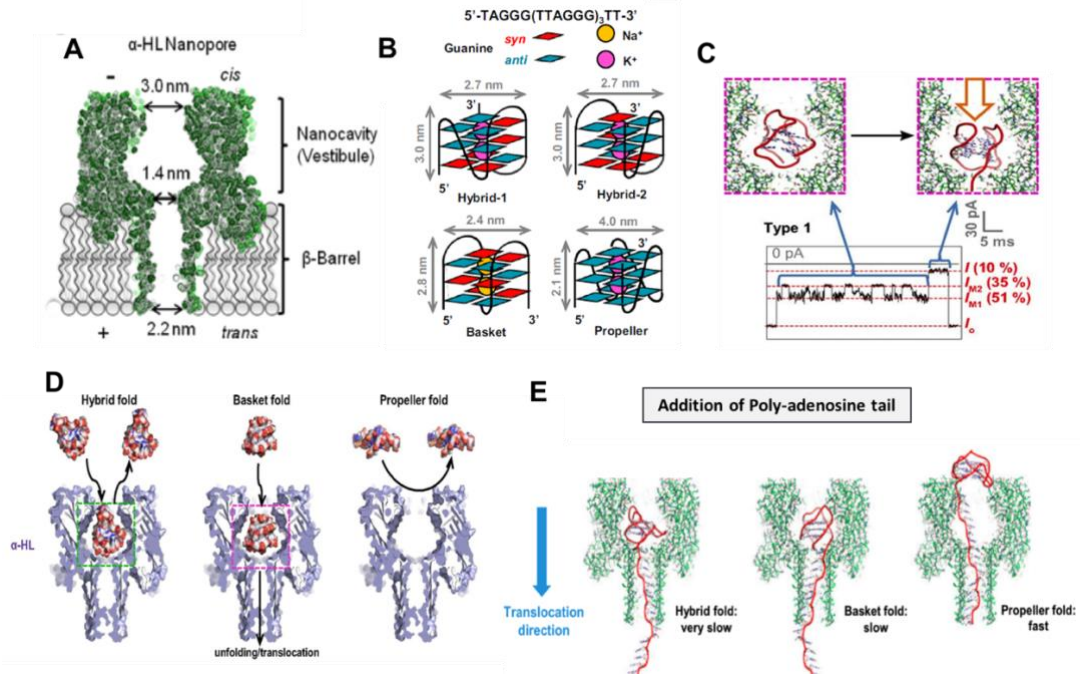 A
α-HL Nanopore
-
3.0 nm
cis
Nanocavity
(Vestibule)
1.4 nm
β-Barrel
+
2.2 nm
trans
B
5'-TAGGG(TTAGGG)₃TT-3'
Guanine
syn
anti
Na⁺
K⁺
2.7 nm
3.0 nm
3'
5'
Hybrid-1
2.7 nm
3.0 nm
3'
5'
Hybrid-2
2.4 nm
2.8 nm
5'
3'
Basket
4.0 nm
2.1 nm
3'
5'
Propeller
C
Type 1
30 pA
5 ms
0 pA
I (10 %)
I_M2 (35 %)
I_M1 (51 %)
I_o
D
Hybrid fold
Basket fold
Propeller fold
α-HL
unfolding/translocation
E
Addition of Poly-adenosine tail
Translocation
direction
Hybrid fold:
very slow
Basket fold:
slow
Propeller fold:
fast